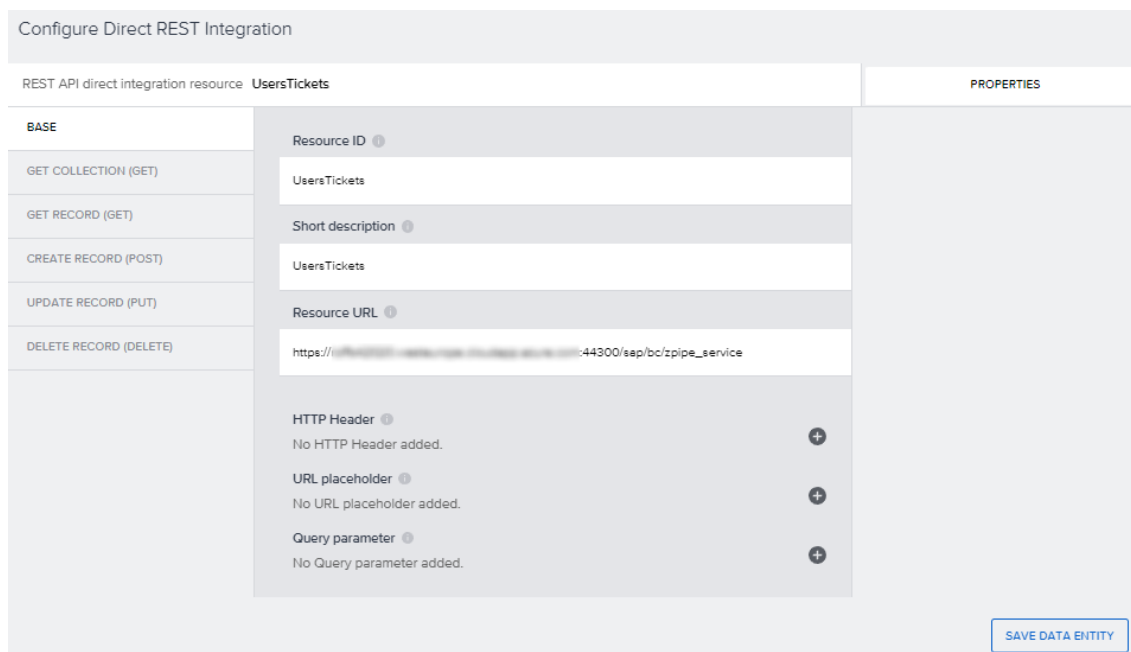 Configure Direct REST Integration
REST API direct integration resource UsersTickets
PROPERTIES
BASE
GET COLLECTION (GET)
GET RECORD (GET)
CREATE RECORD (POST)
UPDATE RECORD (PUT)
DELETE RECORD (DELETE)
Resource ID
UsersTickets
Short description
UsersTickets
Resource URL
https:// :44300/sap/bc/zpipe_service
HTTP Header
No HTTP Header added.
URL placeholder
No URL placeholder added.
Query parameter
No Query parameter added.
SAVE DATA ENTITY